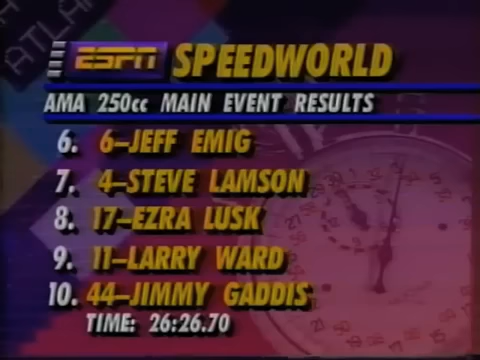 ATLA
ESPN SPEEDWORLD
AMA 250cc MAIN EVENT RESULTS
6. 6-JEFF EMIG
7. 4-STEVE LAMSON
8. 17-EZRA LUSK
9. 11-LARRY WARD
10. 44-JIMMY GADDIS
TIME: 26:26.70